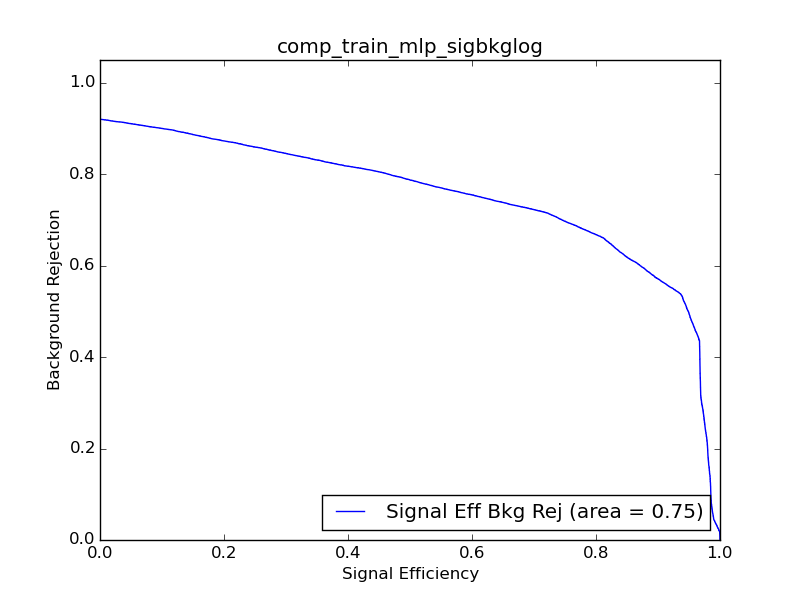 comp_train_mlp_sigbkglog
1.0
0.8
0.6
0.4
0.2
0.0
Background Rejection
Signal Eff Bkg Rej (area = 0.75)
0.0 0.2 0.4 0.6 0.8 1.0
Signal Efficiency